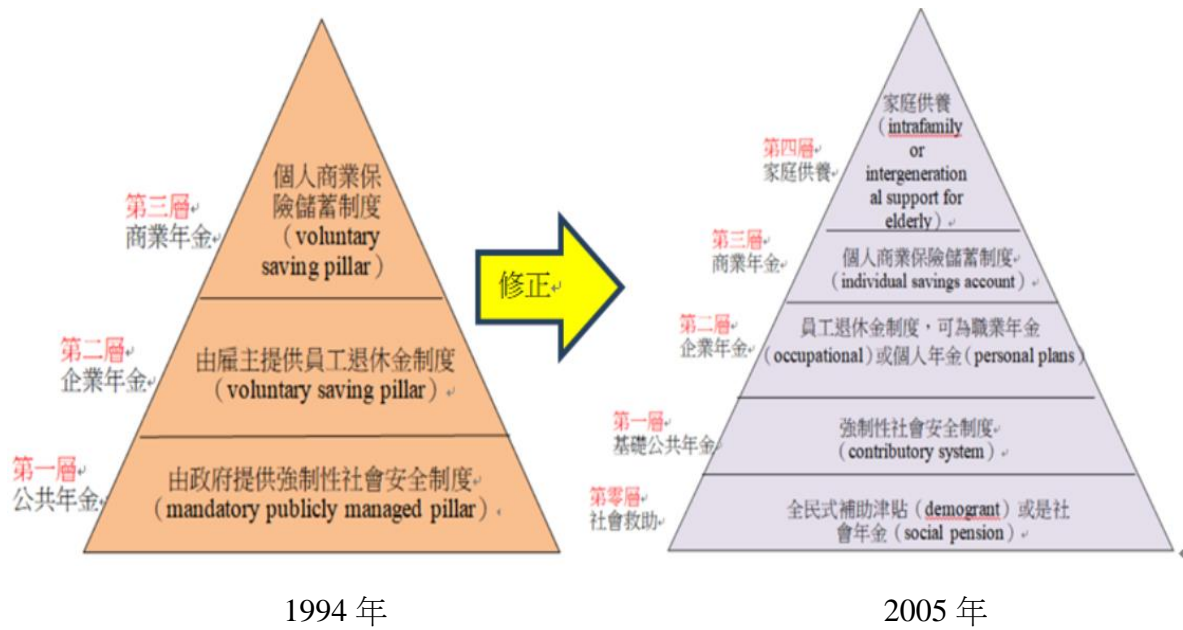 第三層
商業年金
個人商業保
險儲蓄制度
（voluntary
saving pillar）
第二層
企業年金
由雇主提供員工退休金制度
（voluntary saving pillar）
第一層
公共年金
由政府提供強制性社會安全制度
（mandatory publicly managed pillar）
1994 年
修正
第四層
家庭供養
家庭供養
（intrafamily
or
intergeneration
al support for
elderly）
第三層
商業年金
個人商業保險儲蓄制度
(individual savings account）
第二層
企業年金
員工退休金制度，可為職業年金
(occupational)或個人年金(personal plans)
第一層
基礎公共年金
強制性社會安全制度
(contributory system）
第零層
社會救助
全民式補助津貼（demogrant）或是社
會年金（social pension）
2005 年